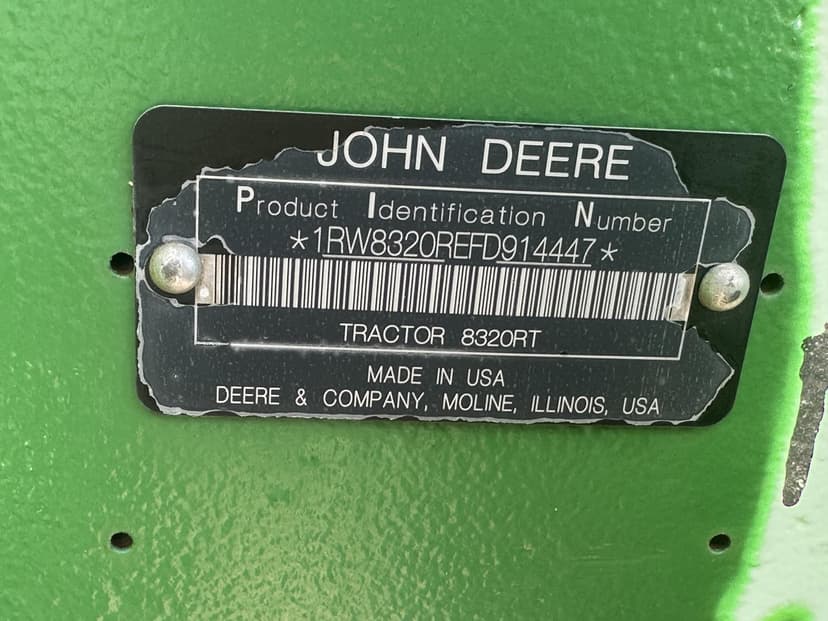 JOHN DEERE
Product Identification Number
*1RW8320REFD914447*
TRACTOR 8320RT
MADE IN USA
DEERE & COMPANY, MOLINE, ILLINOIS, USA